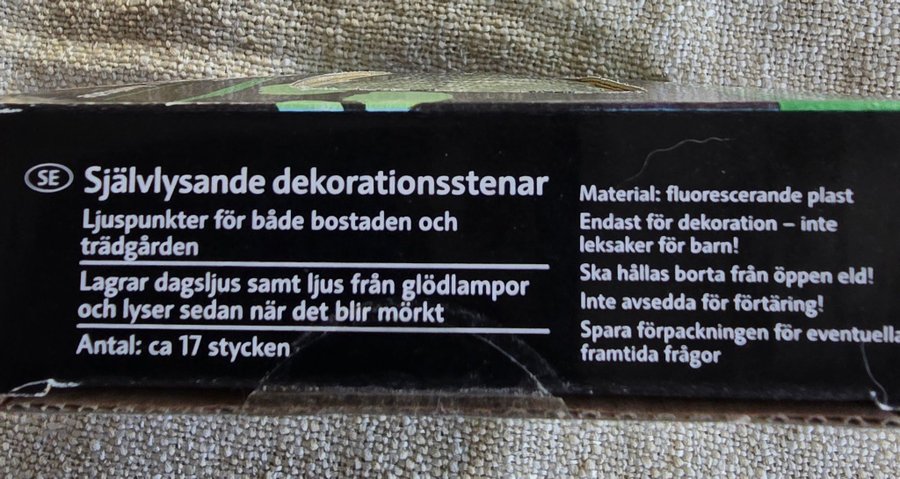 SE Självlysande dekorationsstenar
Ljuspunkter för både bostaden och
trädgården
Lagrar dagsljus samt ljus från glödlampor
och lyser sedan när det blir mörkt
Antal: ca 17 stycken
Material: fluorescerande plast
Endast för dekoration – inte
leksaker för barn!
Ska hållas borta från öppen eld!
Inte avsedda för förtäring!
Spara förpackningen för eventuella
framtida frågor